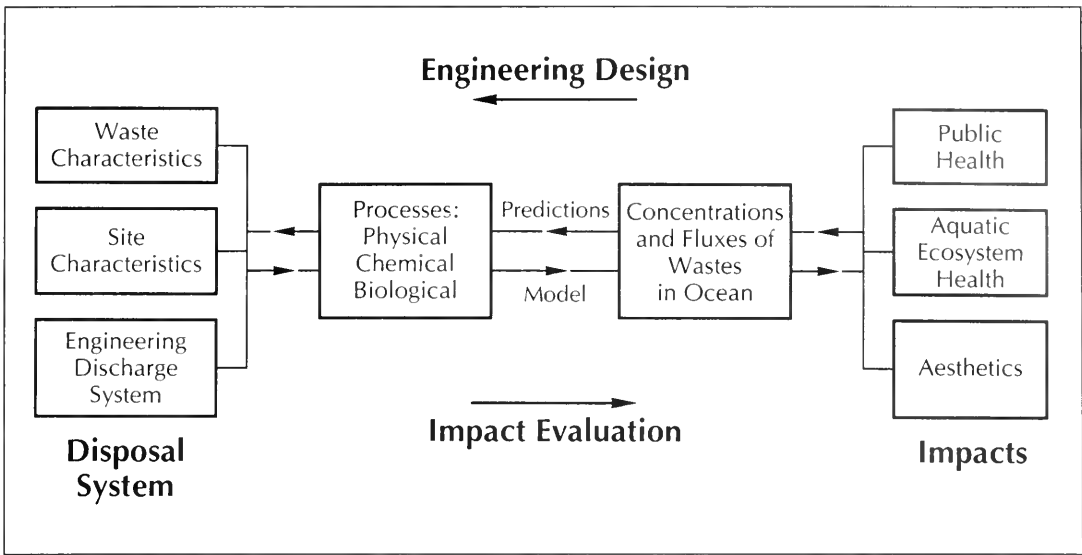 Engineering Design
Waste
Characteristics
Site
Characteristics
Engineering
Discharge
System
Disposal
System
Processes:
Physical
Chemical
Biological
Predictions
Model
Concentrations
and Fluxes of
Wastes
in Ocean
Impact Evaluation
Public
Health
Aquatic
Ecosystem
Health
Aesthetics
Impacts